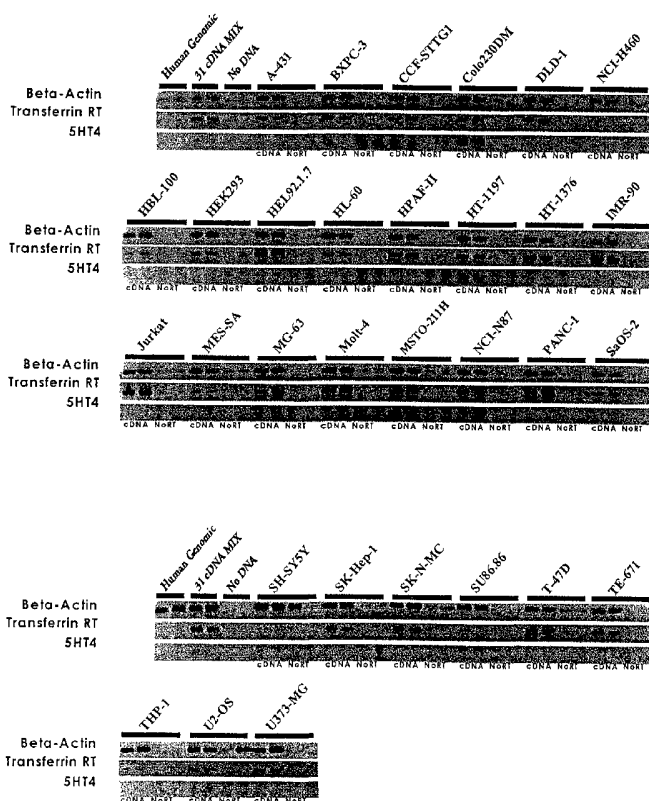 Human Genomic 31 cDNA MIX No DNA A-431 BXPC-3 CCF-STTG1 Colo230DM DLD-1 NCI-H460
Beta-Actin
Transferrin RT
5HT4
cDNA NoRT cDNA NoRT cDNA NoRT cDNA NoRT cDNA NoRT cDNA NoRT
HBL-100 HEK293 HEL92.1.7 HL-60 HPAF-II HT-1197 HT-1376 IMR-90
Beta-Actin
Transferrin RT
5HT4
cDNA NoRT cDNA NoRT cDNA NoRT cDNA NoRT cDNA NoRT cDNA NoRT cDNA NoRT cDNA NoRT
Jurkat MES-SA MG-63 Molt-4 MSTO-211H NCI-N87 PANC-1 SaOS-2
Beta-Actin
Transferrin RT
5HT4
cDNA NoRT cDNA NoRT cDNA NoRT cDNA NoRT cDNA NoRT cDNA NoRT cDNA NoRT cDNA NoRT
Human Genomic 31 cDNA MIX No DNA SH-SY5Y SK-Hep-1 SK-N-MC SU86.86 T-47D TE-671
Beta-Actin
Transferrin RT
5HT4
cDNA NoRT cDNA NoRT cDNA NoRT cDNA NoRT cDNA NoRT cDNA NoRT
THP-1 U2-OS U373-MG
Beta-Actin
Transferrin RT
5HT4
cDNA NoRT cDNA NoRT cDNA NoRT